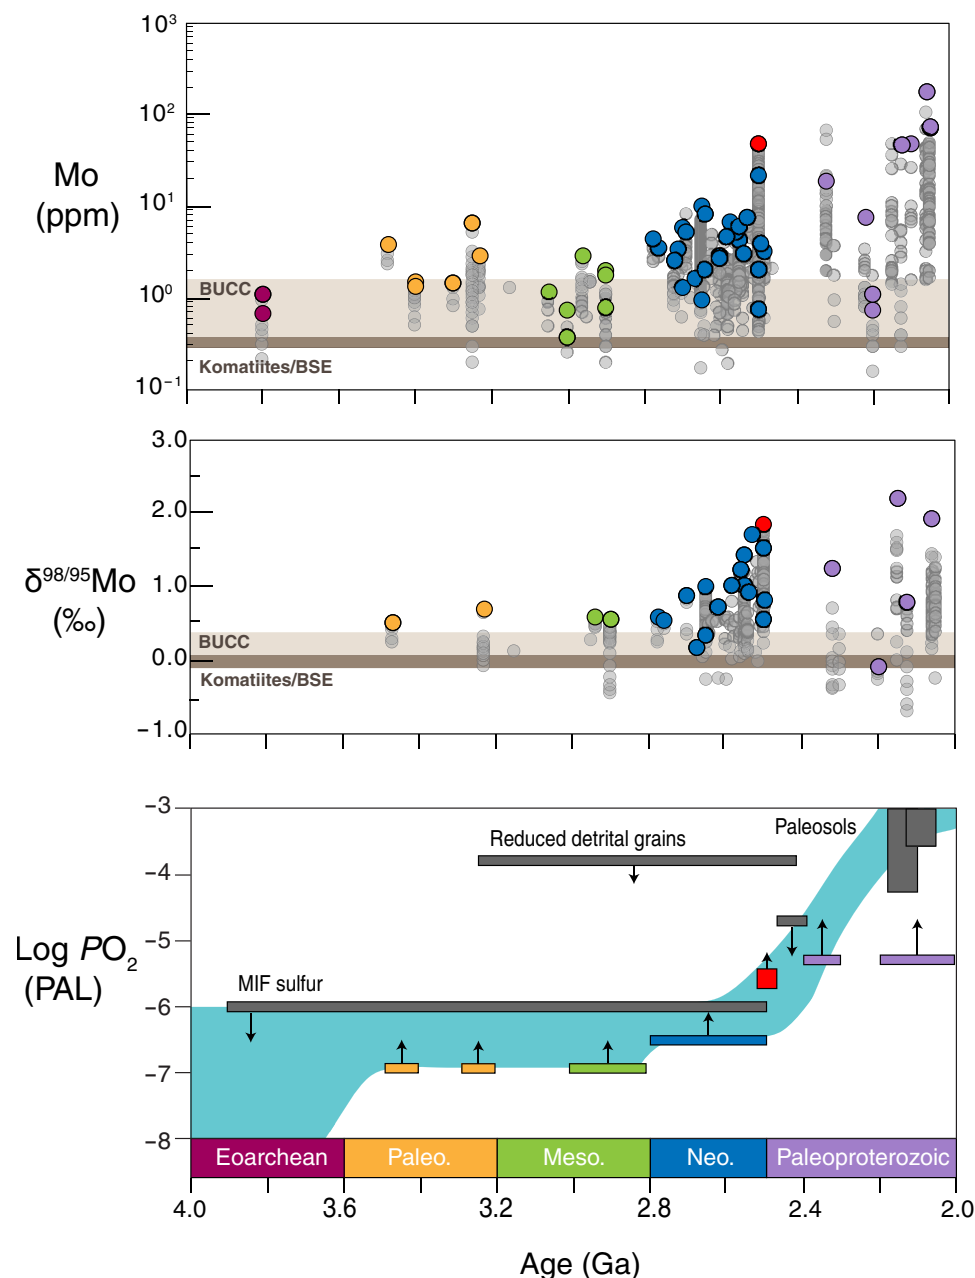 10³
10²
10¹
10⁰
10⁻¹
Mo
(ppm)
BUCC
Komatiites/BSE
3.0
2.0
1.0
0.0
−1.0
δ⁹⁸/⁹⁵Mo
(‰)
BUCC
Komatiites/BSE
−3
−4
−5
−6
−7
−8
Log PO₂
(PAL)
Paleosols
Reduced detrital grains
MIF sulfur
Eoarchean Paleo. Meso. Neo. Paleoproterozoic
4.0 3.6 3.2 2.8 2.4 2.0
Age (Ga)